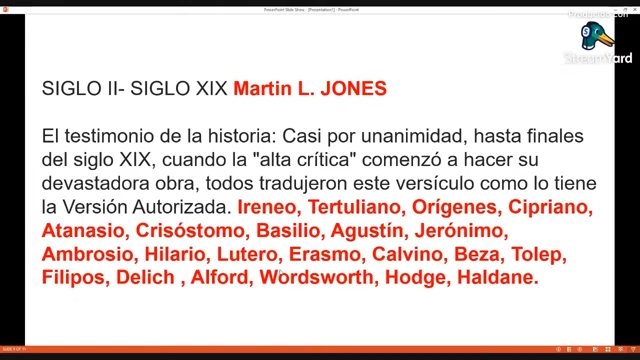 PowerPoint Slide Show - [Presentation1] - PowerPoint
Producido con
StreamYard
SIGLO II- SIGLO XIX Martin L. JONES
El testimonio de la historia: Casi por unanimidad, hasta finales
del siglo XIX, cuando la "alta crítica" comenzó a hacer su
devastadora obra, todos tradujeron este versículo como lo tiene
la Versión Autorizada. Ireneo, Tertuliano, Orígenes, Cipriano,
Atanasio, Crisóstomo, Basilio, Agustín, Jerónimo,
Ambrosio, Hilario, Lutero, Erasmo, Calvino, Beza, Tolep,
Filipos, Delich , Alford, Wordsworth, Hodge, Haldane.